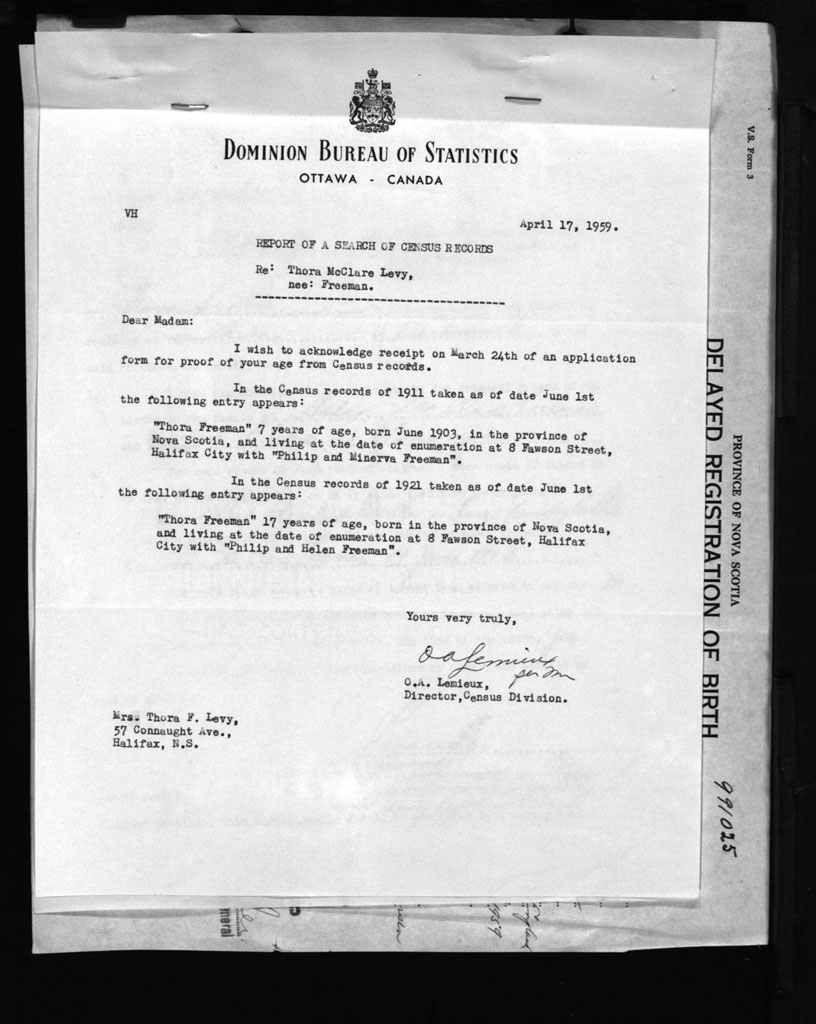 DOMINION BUREAU OF STATISTICS
OTTAWA - CANADA
VH
April 17, 1959.
REPORT OF A SEARCH OF CENSUS RECORDS
Re: Thora McClare Levy,
nee: Freeman.
Dear Madam:
I wish to acknowledge receipt on March 24th of an application
form for proof of your age from Census records.
In the Census records of 1911 taken as of date June 1st
the following entry appears:
"Thora Freeman" 7 years of age, born June 1903, in the province of
Nova Scotia, and living at the date of enumeration at 8 Fawson Street,
Halifax City with "Philip and Minerva Freeman".
In the Census records of 1921 taken as of date June 1st
the following entry appears:
"Thora Freeman" 17 years of age, born in the province of Nova Scotia,
and living at the date of enumeration at 8 Fawson Street, Halifax
City with "Philip and Helen Freeman".
Yours very truly,
O A Lemieux
per
O.A. Lemieux,
Director, Census Division.
Mrs. Thora F. Levy,
57 Connaught Ave.,
Halifax, N.S.
V.S. Form 3
PROVINCE OF NOVA SCOTIA
DELAYED REGISTRATION OF BIRTH
991025
1959